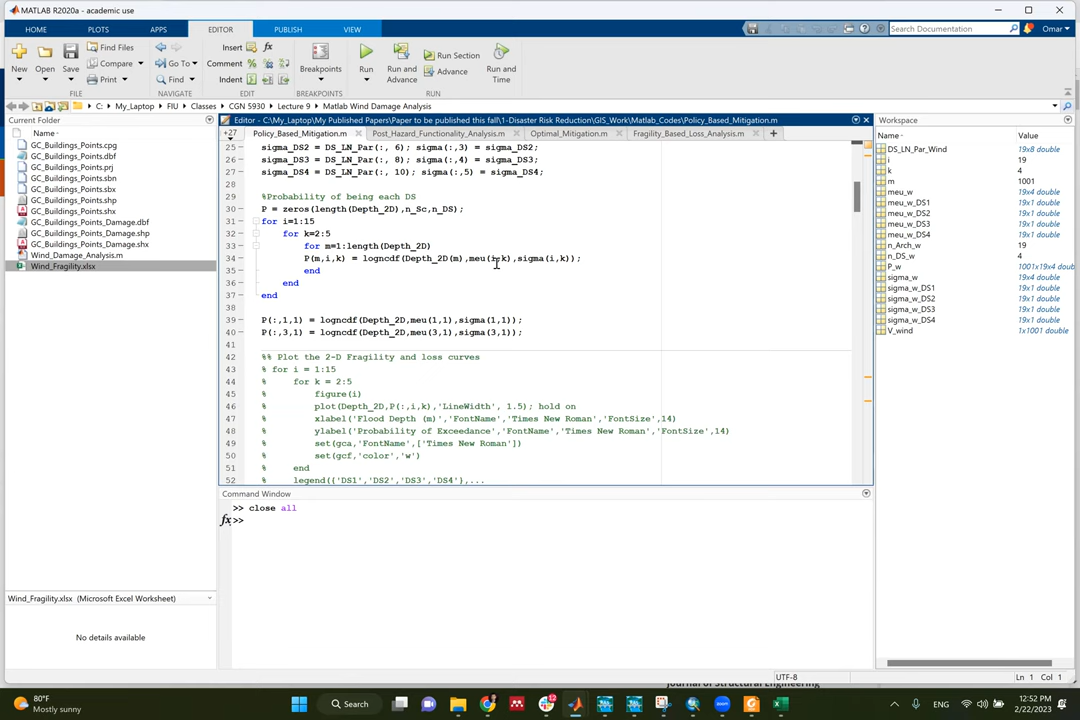 MATLAB R2020a - academic use
HOME PLOTS APPS EDITOR PUBLISH VIEW
Search Documentation
Omar
New Open Save
Find Files
Compare
Print
Go To
Find
Insert
Comment
Indent
Breakpoints
Run
Run and Advance
Run Section
Advance
Run and Time
FILE NAVIGATE EDIT BREAKPOINTS RUN
C: My_Laptop FIU Classes CGN 5930 Lecture 9 Matlab Wind Damage Analysis
Current Folder
Name
GC_Buildings_Points.cpg
GC_Buildings_Points.dbf
GC_Buildings_Points.prj
GC_Buildings_Points.sbn
GC_Buildings_Points.sbx
GC_Buildings_Points.shp
GC_Buildings_Points.shx
GC_Buildings_Points_Damage.dbf
GC_Buildings_Points_Damage.shp
GC_Buildings_Points_Damage.shx
Wind_Damage_Analysis.m
Wind_Fragility.xlsx
Wind_Fragility.xlsx (Microsoft Excel Worksheet)
No details available
Editor - C:\My_Laptop\My Published Papers\Paper to be published this fall\1-Disaster Risk Reduction\GIS_Work\Matlab_Codes\Policy_Based_Mitigation.m
+27 Policy_Based_Mitigation.m Post_Hazard_Functionality_Analysis.m Optimal_Mitigation.m Fragility_Based_Loss_Analysis.m
25 sigma_DS2 = DS_LN_Par(:, 6); sigma(:,3) = sigma_DS2;
26 sigma_DS3 = DS_LN_Par(:, 8); sigma(:,4) = sigma_DS3;
27 sigma_DS4 = DS_LN_Par(:, 10); sigma(:,5) = sigma_DS4;
28
29 %Probability of being each DS
30 P = zeros(length(Depth_2D),n_Sc,n_DS);
31 for i=1:15
32 for k=2:5
33 for m=1:length(Depth_2D)
34 P(m,i,k) = logncdf(Depth_2D(m),meu(i,k),sigma(i,k));
35 end
36 end
37 end
38
39 P(:,1,1) = logncdf(Depth_2D,meu(1,1),sigma(1,1));
40 P(:,3,1) = logncdf(Depth_2D,meu(3,1),sigma(3,1));
41
42 %% Plot the 2-D Fragility and loss curves
43 % for i = 1:15
44 % for k = 2:5
45 % figure(i)
46 % plot(Depth_2D,P(:,i,k),'LineWidth', 1.5); hold on
47 % xlabel('Flood Depth (m)','FontName','Times New Roman','FontSize',14)
48 % ylabel('Probability of Exceedance','FontName','Times New Roman','FontSize',14)
49 % set(gca,'FontName',['Times New Roman'])
50 % set(gcf,'color','w')
51 % end
52 % legend({'DS1','DS2','DS3','DS4'},...
Command Window
>> close all
fx >>
Workspace
Name Value
DS_LN_Par_Wind 19x8 double
i 19
k 4
m 1001
meu_w 19x4 double
meu_w_DS1 19x1 double
meu_w_DS2 19x1 double
meu_w_DS3 19x1 double
meu_w_DS4 19x1 double
n_Arch_w 19
n_DS_w 4
P_w 1001x19x4 doub
sigma_w 19x4 double
sigma_w_DS1 19x1 double
sigma_w_DS2 19x1 double
sigma_w_DS3 19x1 double
sigma_w_DS4 19x1 double
V_wind 1x1001 double
UTF-8
Ln 1 Col 1
80°F
Mostly sunny
Search
12
ENG
12:52 PM
2/22/2023